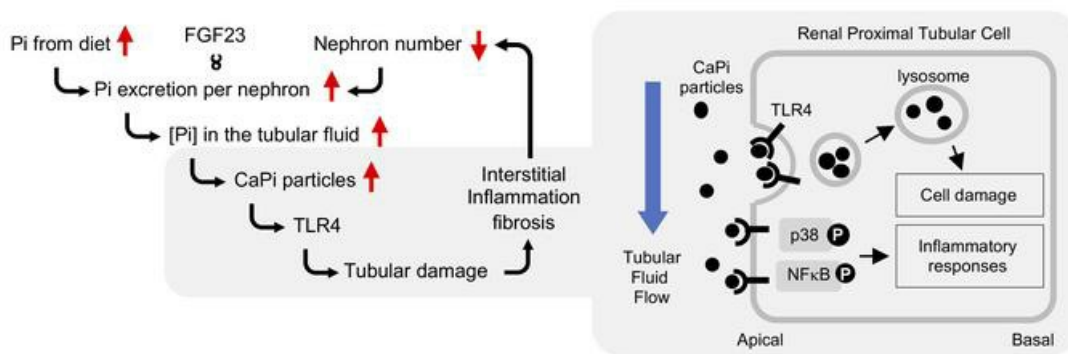 Pi from diet
FGF23
Nephron number
Pi excretion per nephron
[Pi] in the tubular fluid
CaPi particles
TLR4
Tubular damage
Interstitial
Inflammation
fibrosis
Renal Proximal Tubular Cell
CaPi
particles
TLR4
lysosome
Cell damage
p38 P
NFκB P
Inflammatory
responses
Tubular
Fluid
Flow
Apical
Basal